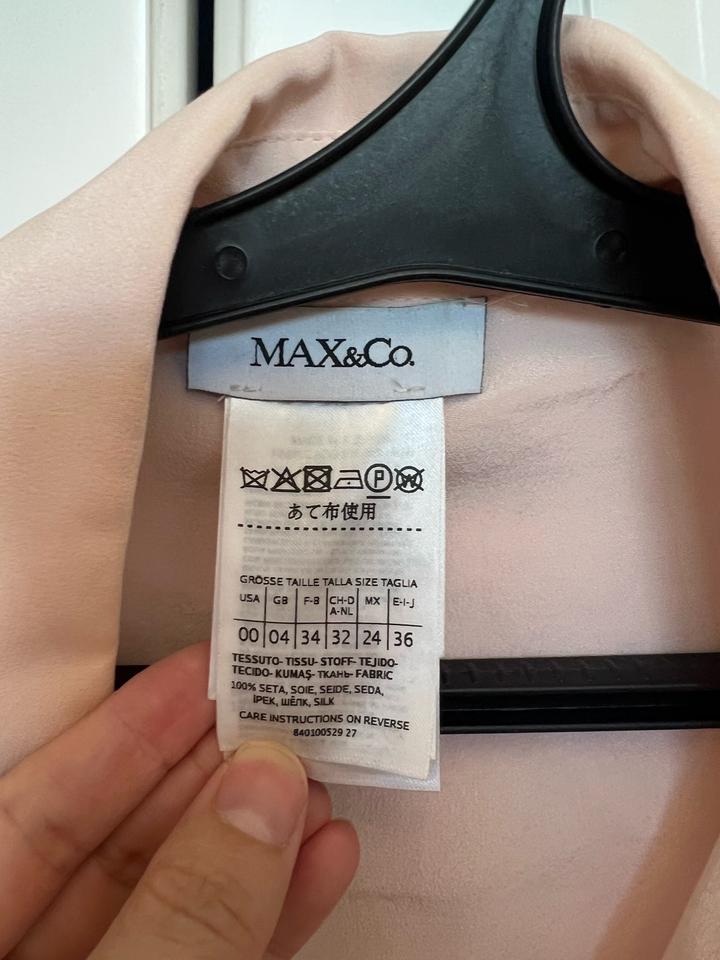 MAX&Co.
あて布使用
GRÖSSE TAILLE TALLA SIZE TAGLIA
USA GB F-B CH-D A-NL MX E-I-J
00 04 34 32 24 36
TESSUTO- TISSU- STOFF- TEJIDO-
TECIDO- KUMAŞ- ТКАНЬ- FABRIC
100% SETA, SOIE, SEIDE, SEDA,
İPEK, ШЁЛК, SILK
CARE INSTRUCTIONS ON REVERSE
840100529 27